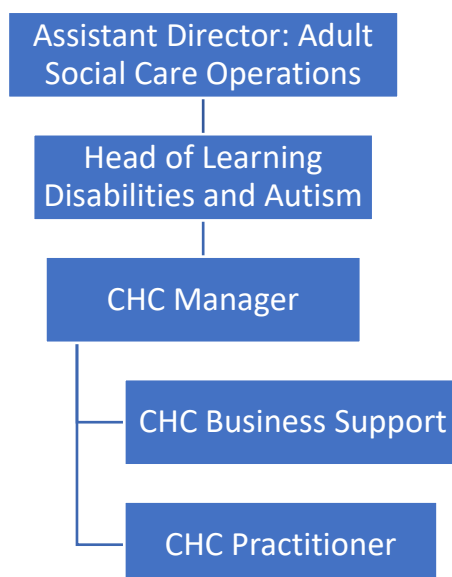 Assistant Director: Adult
Social Care Operations
Head of Learning
Disabilities and Autism
CHC Manager
CHC Business Support
CHC Practitioner